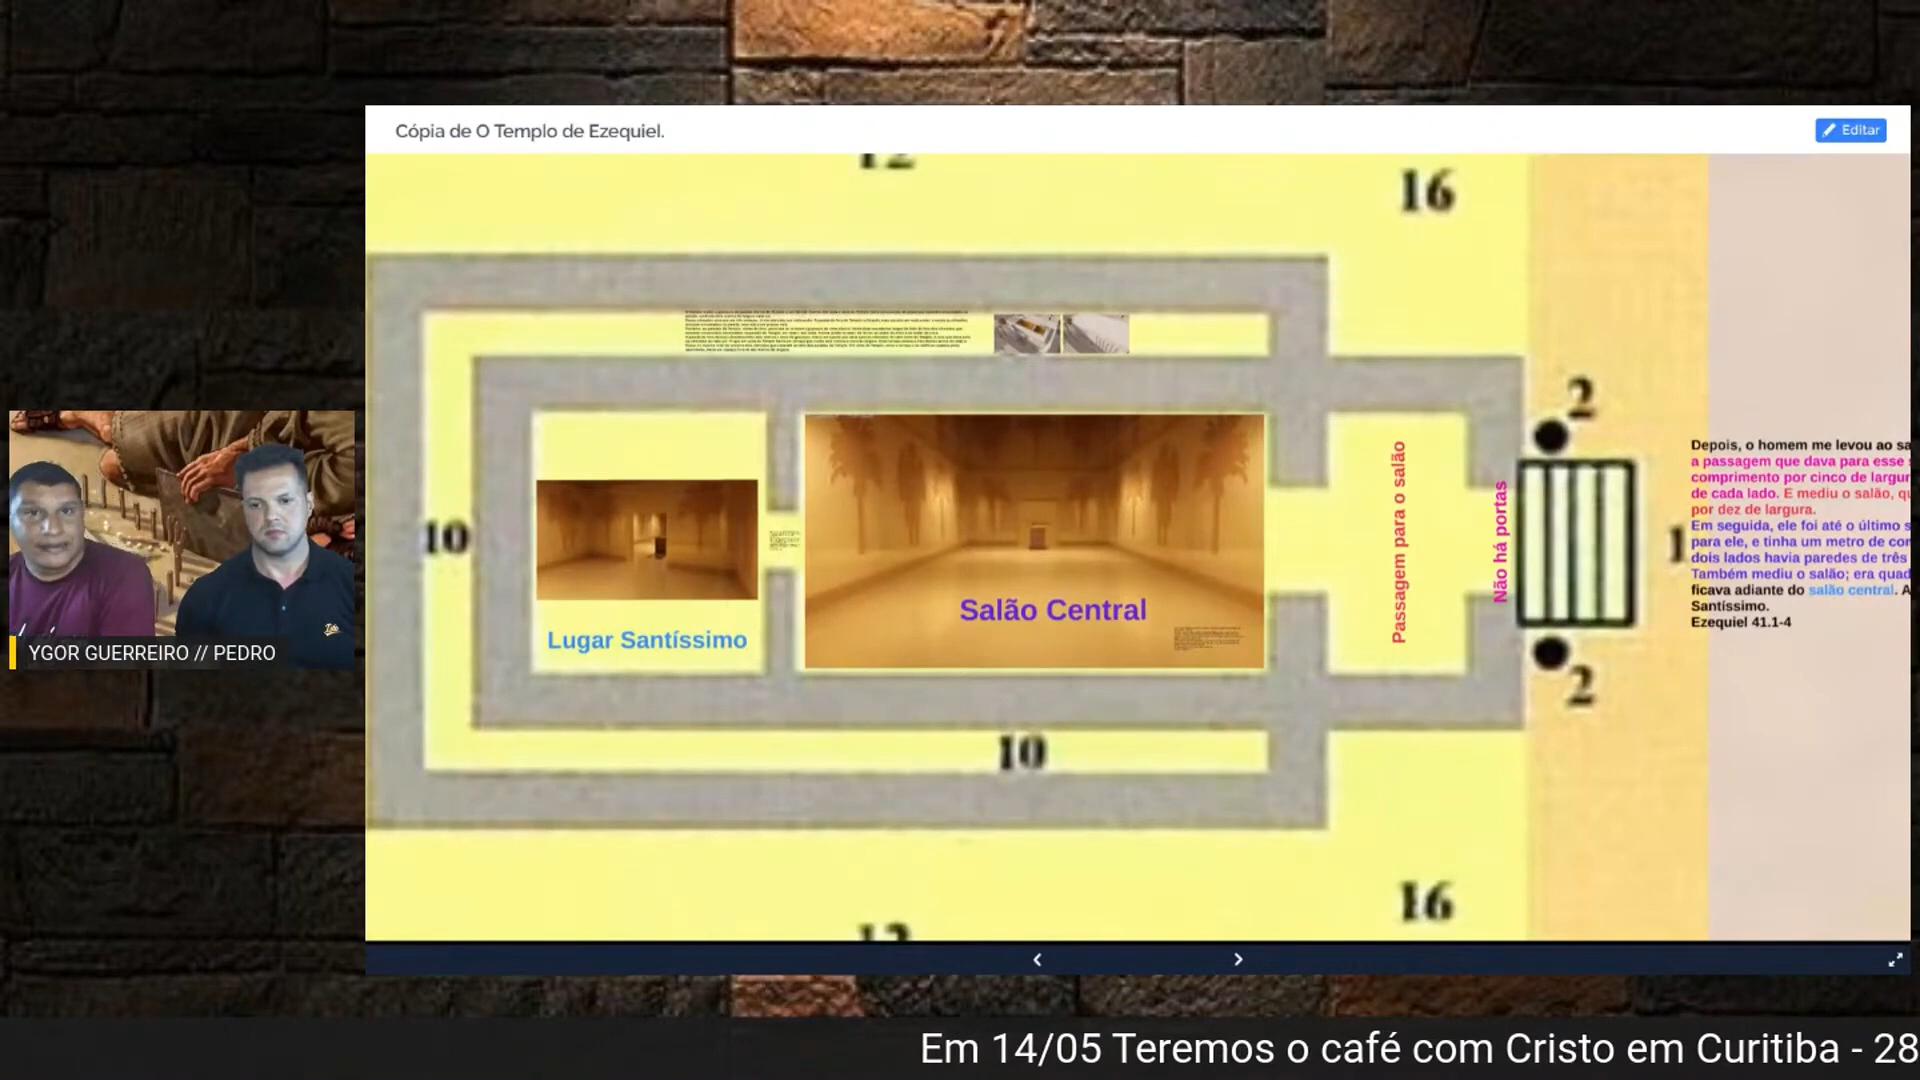 Cópia de O Templo de Ezequiel.
Editar
12
16
2
10
Passagem para o salão
Não há portas
Salão Central
Lugar Santíssimo
1
Depois, o homem me levou ao sa
a passagem que dava para esse s
comprimento por cinco de largur
de cada lado. E mediu o salão, qu
por dez de largura.
Em seguida, ele foi até o último s
para ele, e tinha um metro de con
dois lados havia paredes de três
Também mediu o salão; era quad
ficava adiante do salão central. A
Santíssimo.
Ezequiel 41.1-4
2
10
16
12
YGOR GUERREIRO // PEDRO
Em 14/05 Teremos o café com Cristo em Curitiba - 28